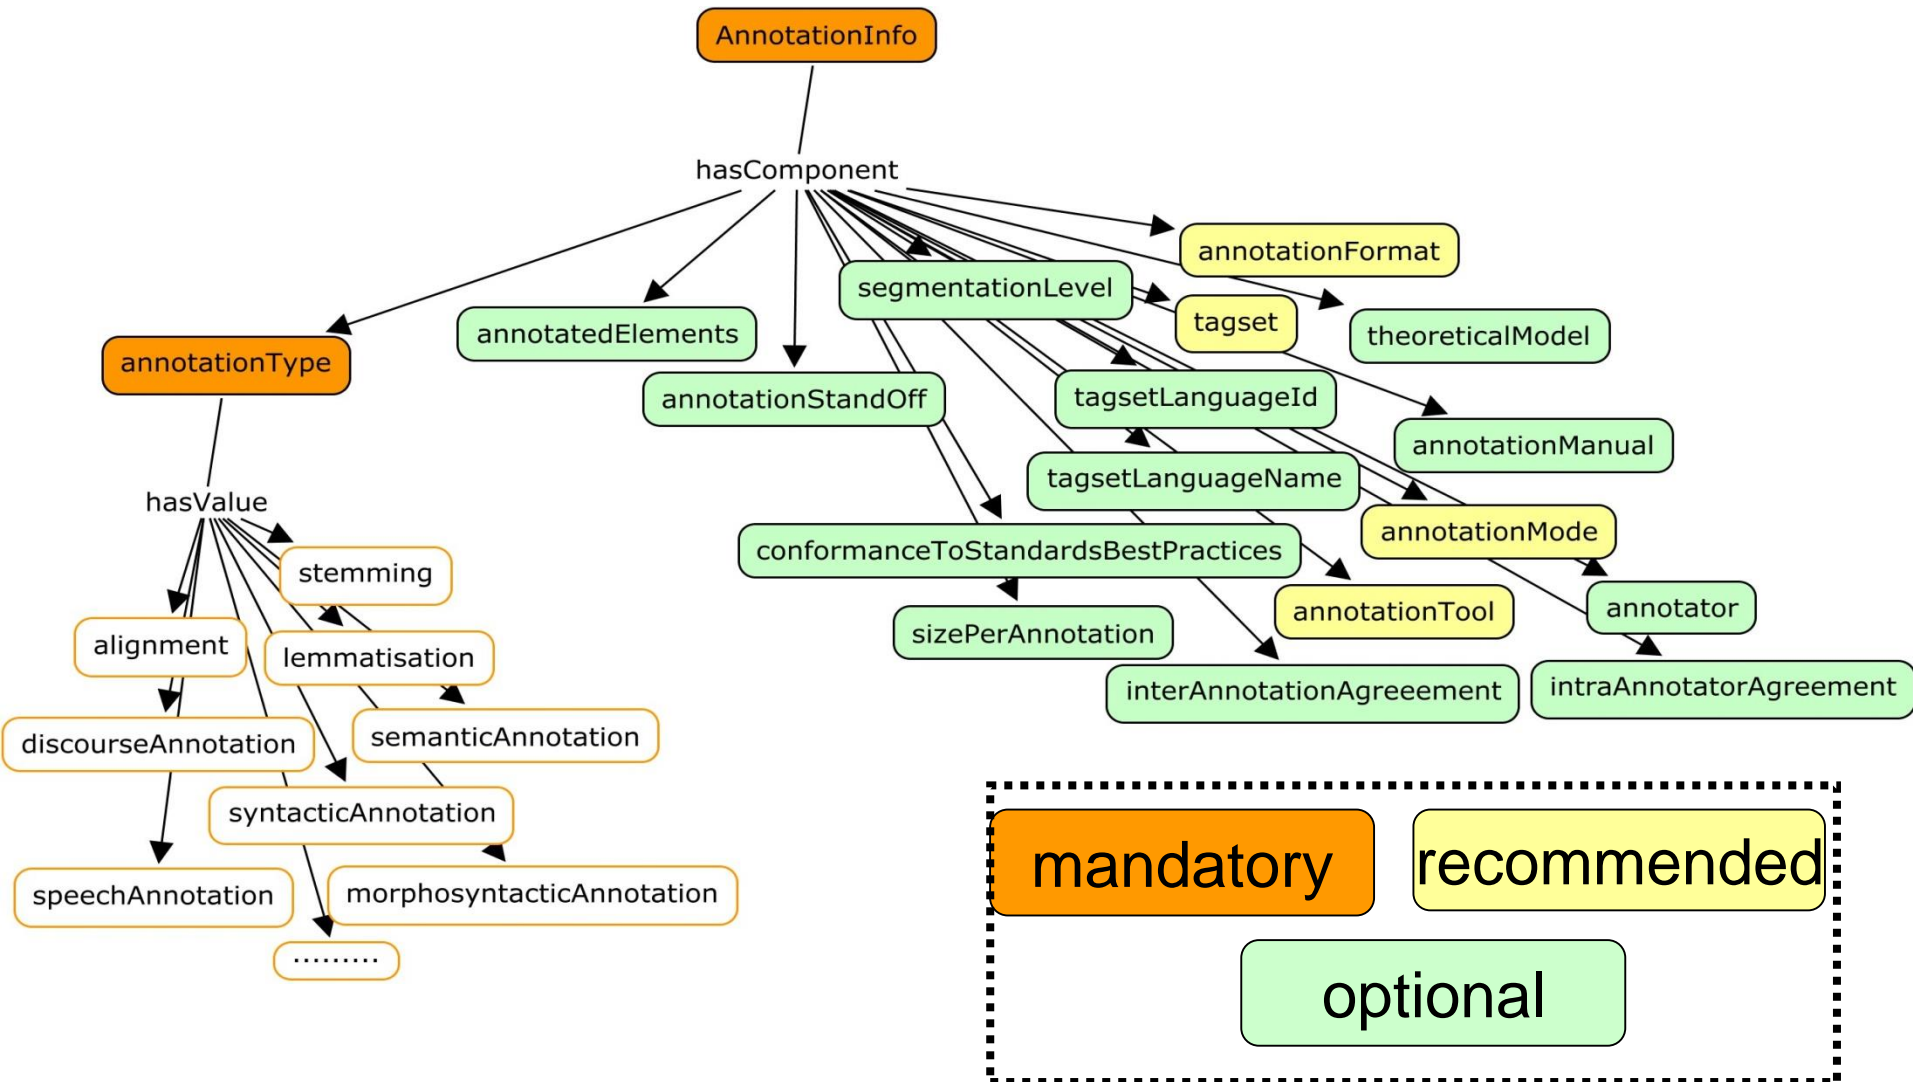 AnnotationInfo
hasComponent
annotationFormat
segmentationLevel
tagset
annotatedElements
theoreticalModel
annotationType
annotationStandOff
tagsetLanguageId
annotationManual
tagsetLanguageName
hasValue
annotationMode
conformanceToStandardsBestPractices
stemming
annotationTool
annotator
alignment
sizePerAnnotation
lemmatisation
interAnnotationAgreeement
intraAnnotatorAgreement
discourseAnnotation
semanticAnnotation
syntacticAnnotation
speechAnnotation
morphosyntacticAnnotation
.........
mandatory
recommended
optional